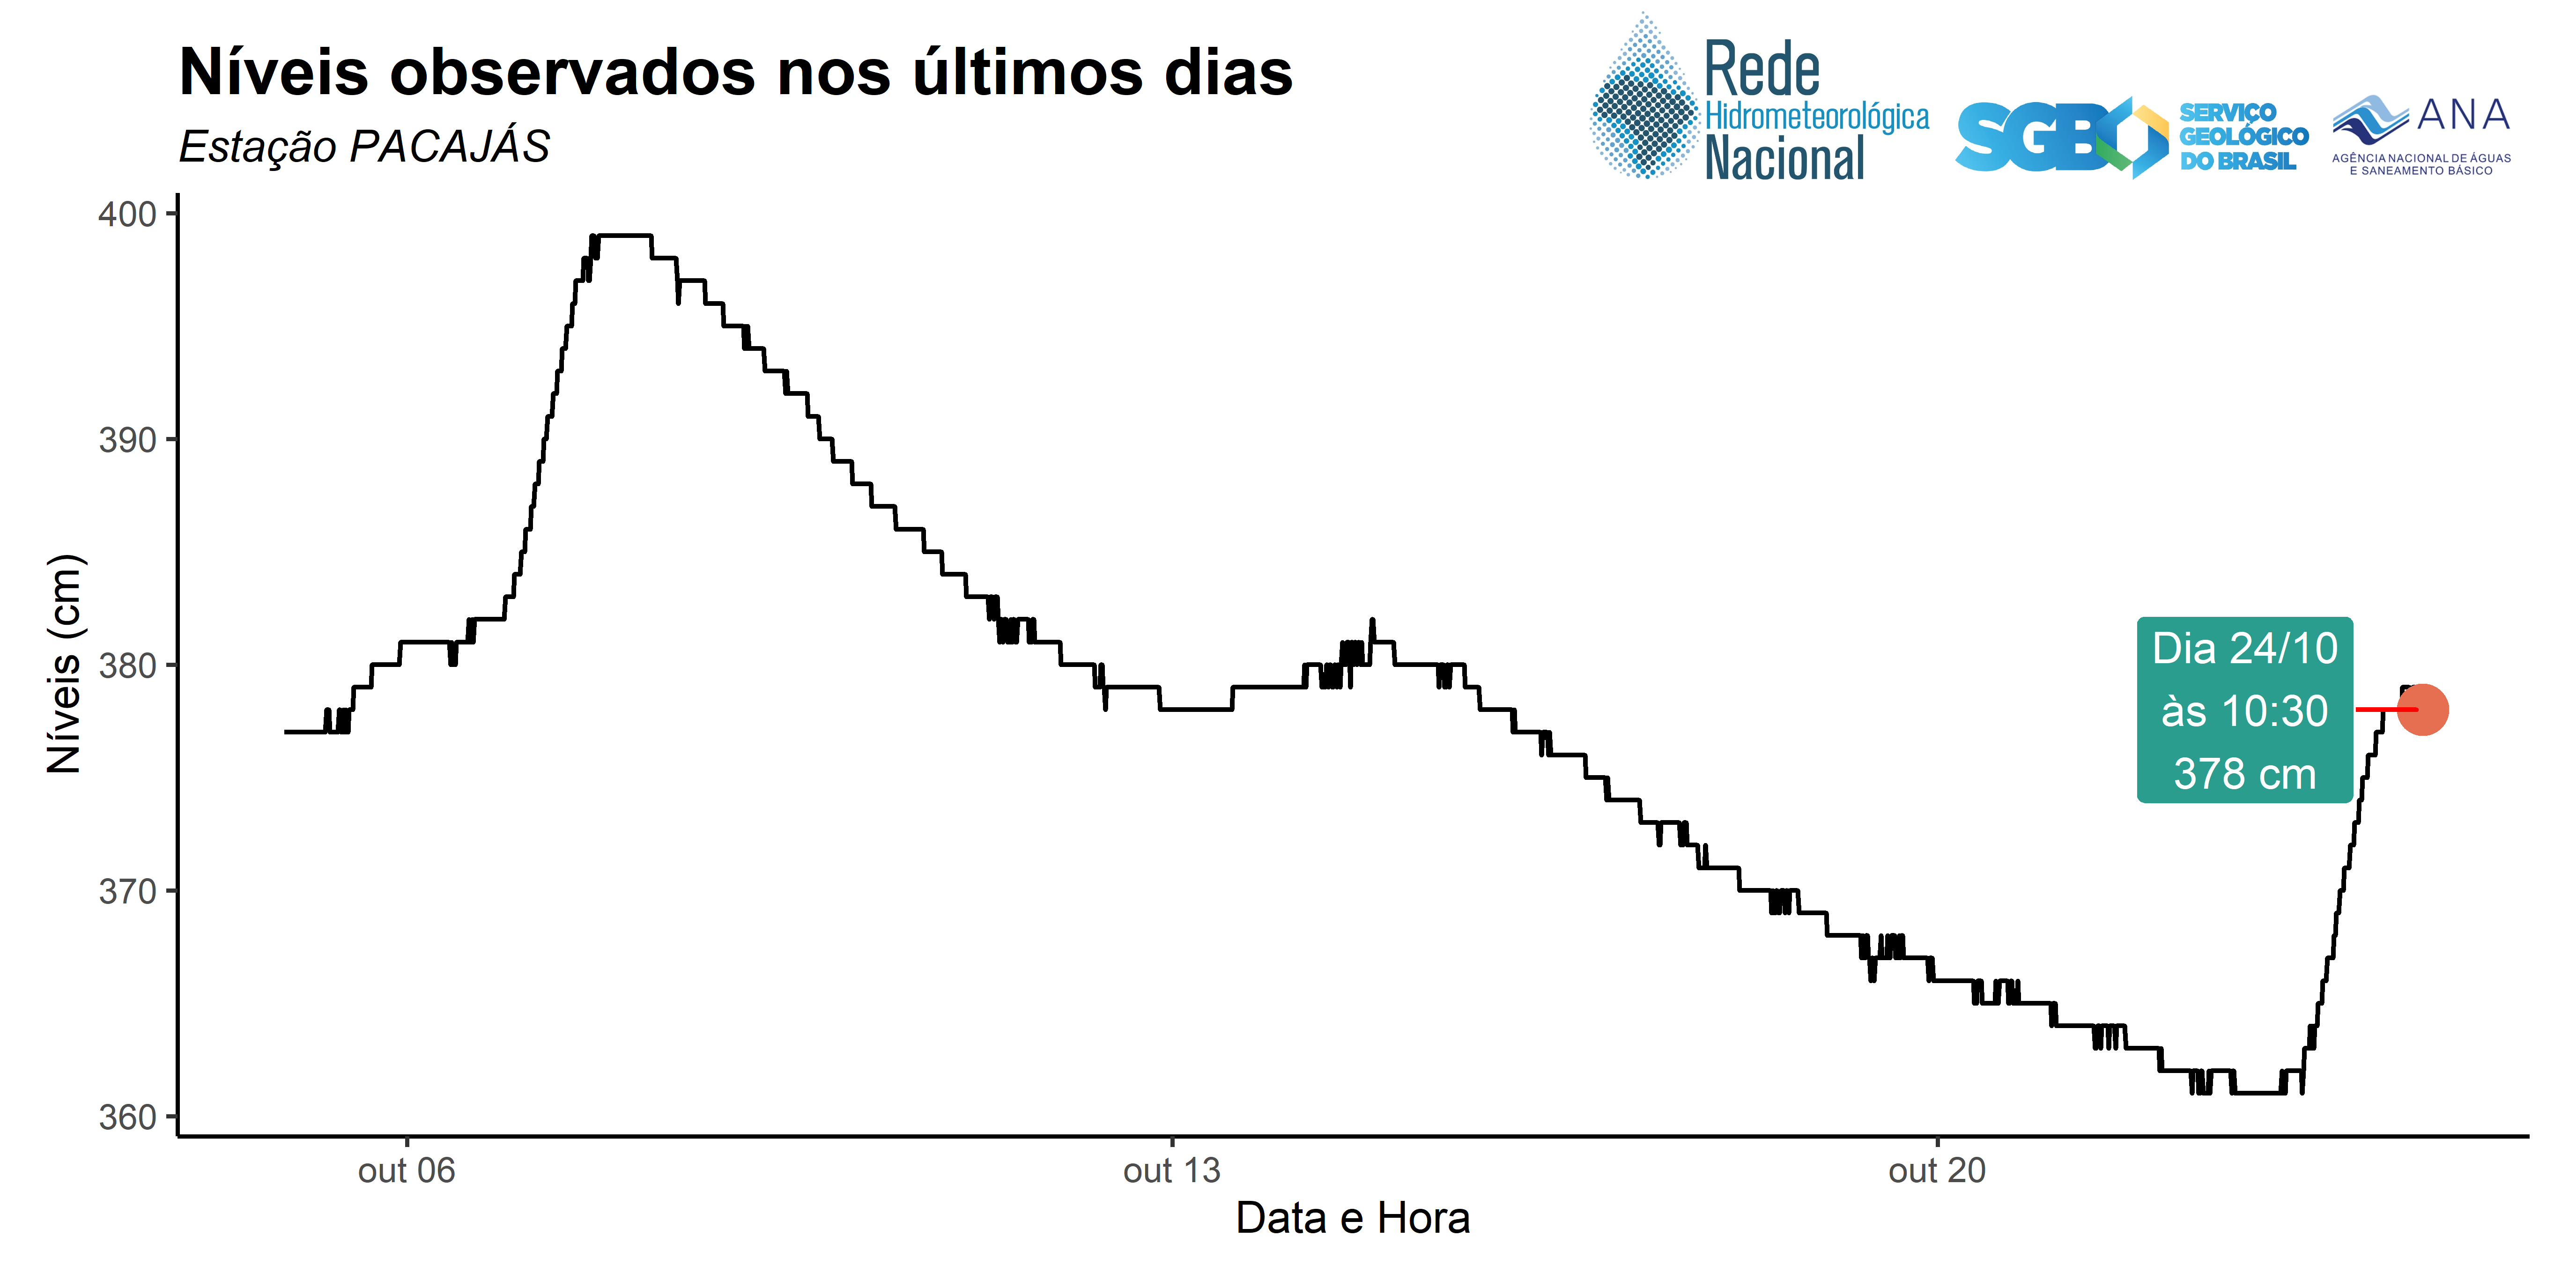 Níveis observados nos últimos dias
Estação PACAJÁS
Rede
Hidrometeorológica
Nacional
SGB
SERVIÇO
GEOLÓGICO
DO BRASIL
ANA
AGÊNCIA NACIONAL DE ÁGUAS
E SANEAMENTO BÁSICO
Níveis (cm)
400
390
380
370
360
Dia 24/10
às 10:30
378 cm
out 06
out 13
out 20
Data e Hora